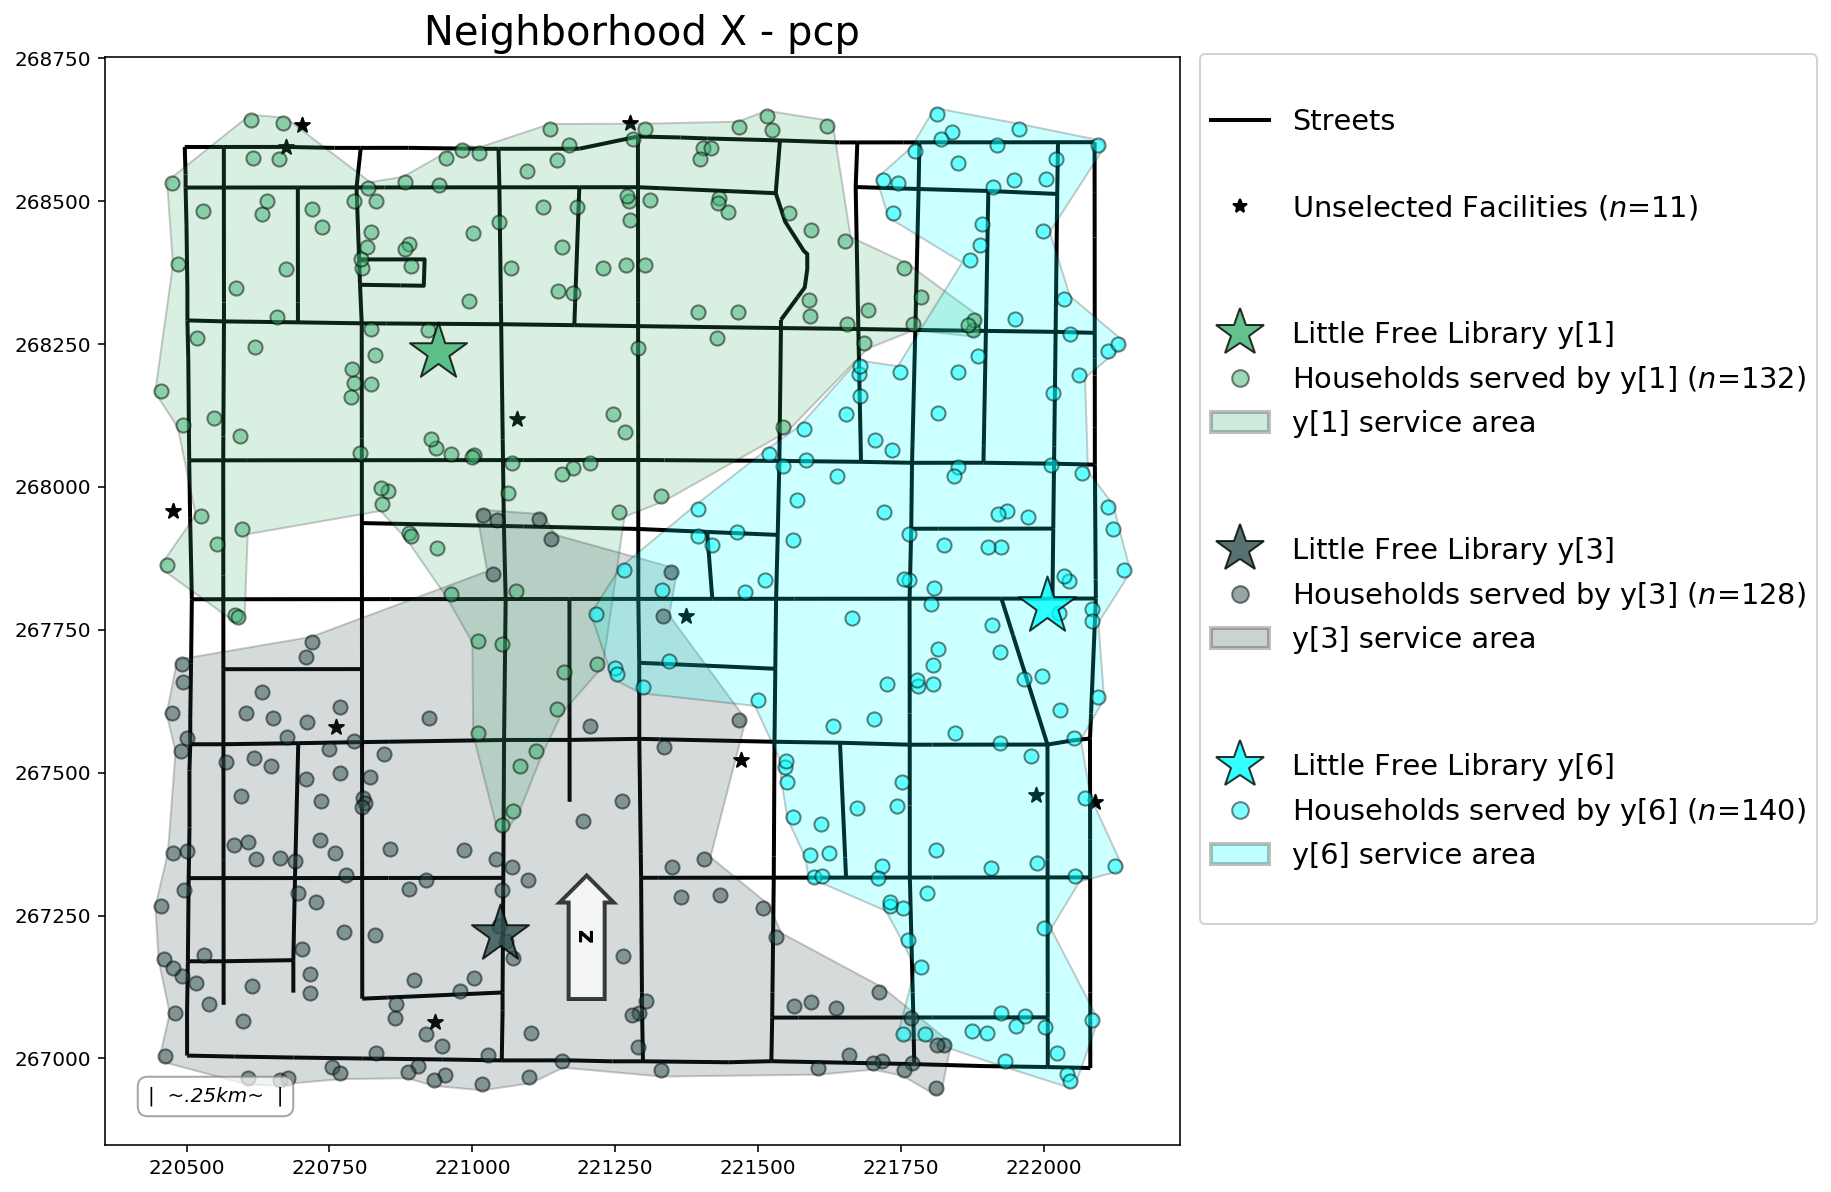 Neighborhood X - pcp
268750
268500
268250
268000
267750
267500
267250
267000
220500 220750 221000 221250 221500 221750 222000
z
| ~.25km~ |
Streets
Unselected Facilities (n=11)
Little Free Library y[1]
Households served by y[1] (n=132)
y[1] service area
Little Free Library y[3]
Households served by y[3] (n=128)
y[3] service area
Little Free Library y[6]
Households served by y[6] (n=140)
y[6] service area